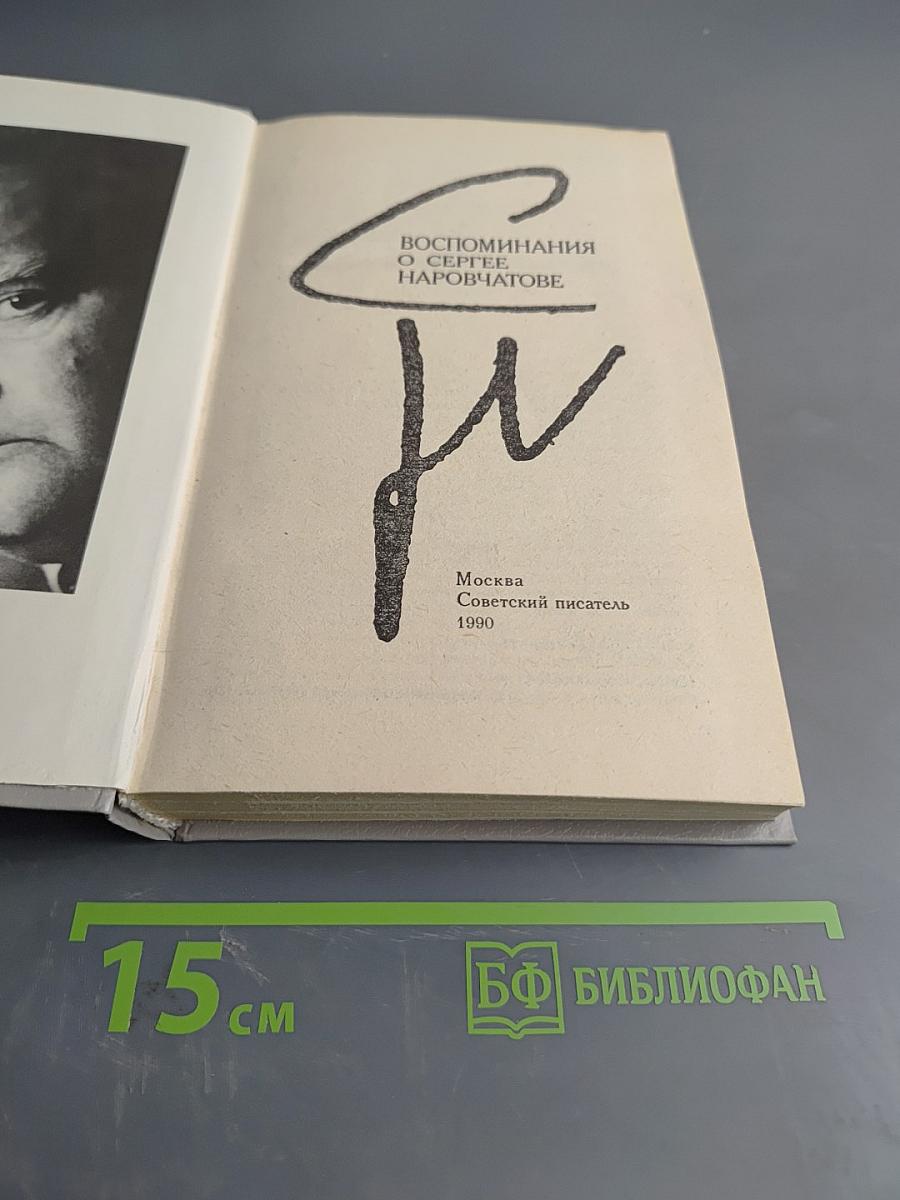 ВОСПОМИНАНИЯ
О СЕРГЕЕ
НАРОВЧАТОВЕ
Москва
Советский писатель
1990
15 см
БФ БИБЛИОФАН